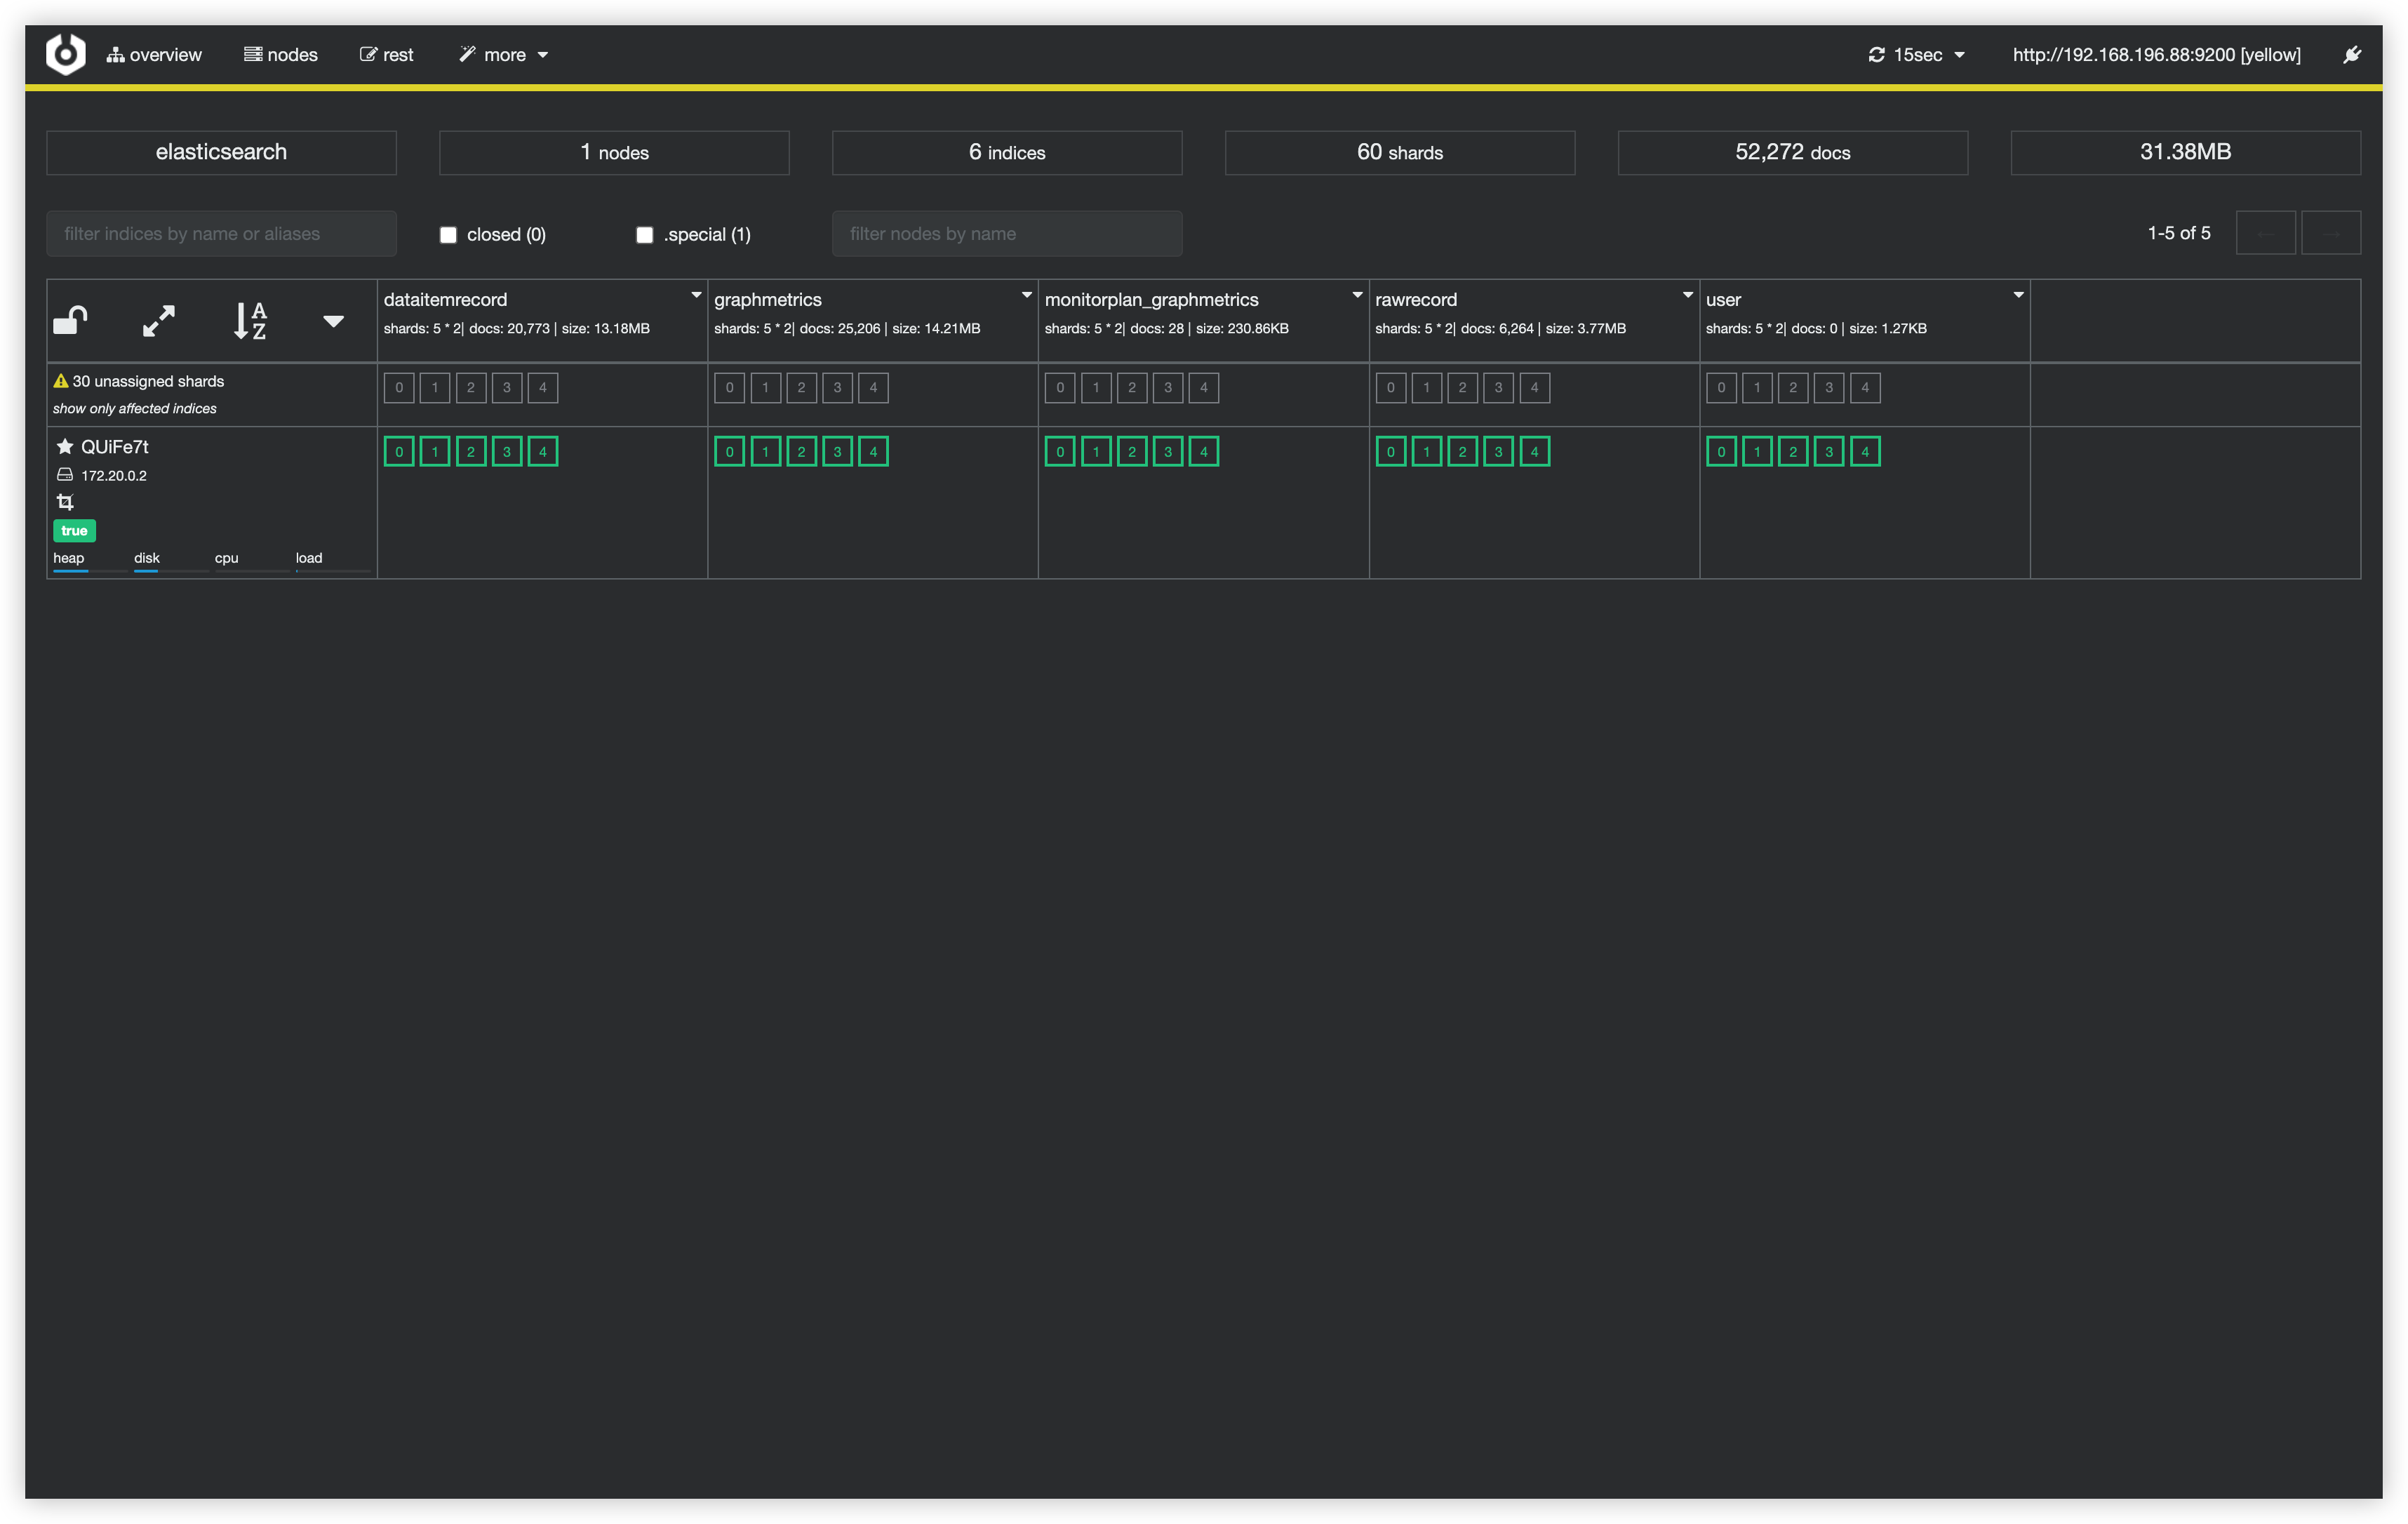 overview nodes rest more 15sec http://192.168.196.88:9200 [yellow]
elasticsearch 1 nodes 6 indices 60 shards 52,272 docs 31.38MB
filter indices by name or aliases closed (0) .special (1) filter nodes by name 1-5 of 5 ← →
A
Z
dataitemrecord
shards: 5 * 2| docs: 20,773 | size: 13.18MB
graphmetrics
shards: 5 * 2| docs: 25,206 | size: 14.21MB
monitorplan_graphmetrics
shards: 5 * 2| docs: 28 | size: 230.86KB
rawrecord
shards: 5 * 2| docs: 6,264 | size: 3.77MB
user
shards: 5 * 2| docs: 0 | size: 1.27KB
30 unassigned shards
show only affected indices
0 1 2 3 4 0 1 2 3 4 0 1 2 3 4 0 1 2 3 4 0 1 2 3 4
QUiFe7t
172.20.0.2
true
heap disk cpu load
0 1 2 3 4 0 1 2 3 4 0 1 2 3 4 0 1 2 3 4 0 1 2 3 4